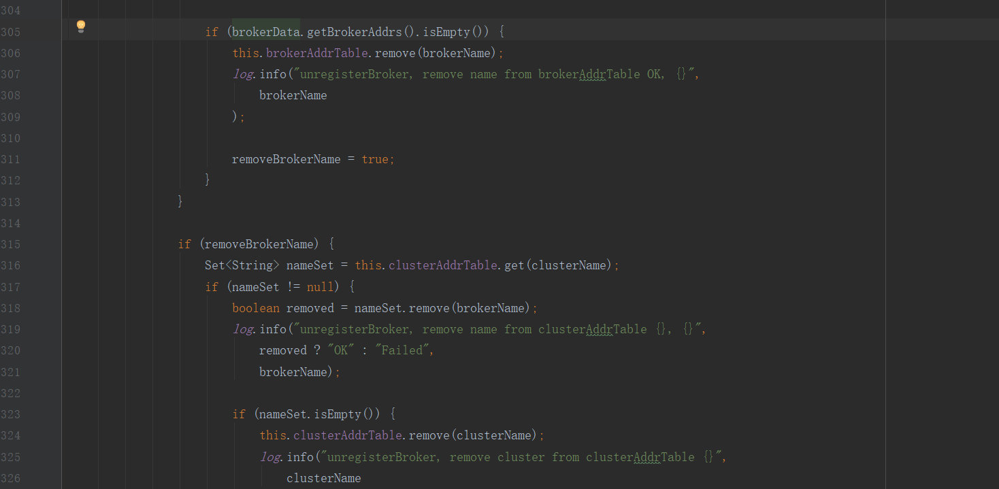 304
305 if (brokerData.getBrokerAddrs().isEmpty()) {
306 this.brokerAddrTable.remove(brokerName);
307 log.info("unregisterBroker, remove name from brokerAddrTable OK, {}",
308 brokerName
309 );
310
311 removeBrokerName = true;
312 }
313 }
314
315 if (removeBrokerName) {
316 Set<String> nameSet = this.clusterAddrTable.get(clusterName);
317 if (nameSet != null) {
318 boolean removed = nameSet.remove(brokerName);
319 log.info("unregisterBroker, remove name from clusterAddrTable {}, {}",
320 removed ? "OK" : "Failed",
321 brokerName);
322
323 if (nameSet.isEmpty()) {
324 this.clusterAddrTable.remove(clusterName);
325 log.info("unregisterBroker, remove cluster from clusterAddrTable {}",
326 clusterName